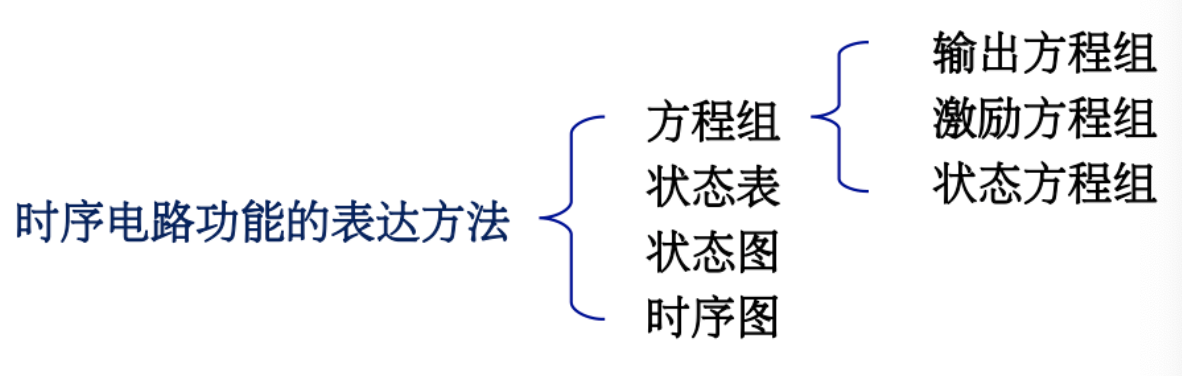 时序电路功能的表达方法
方程组
状态表
状态图
时序图
输出方程组
激励方程组
状态方程组